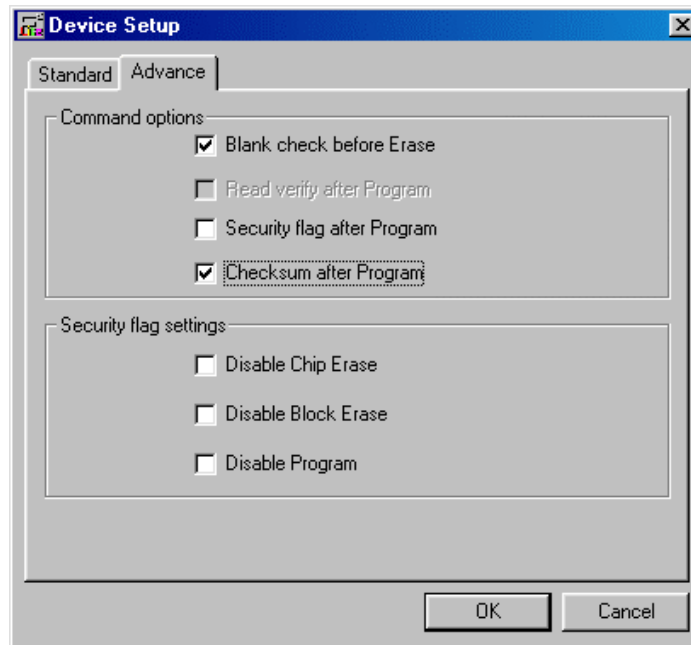 Device Setup
Standard
Advance
Command options
Blank check before Erase
Read verify after Program
Security flag after Program
Checksum after Program
Security flag settings
Disable Chip Erase
Disable Block Erase
Disable Program
OK
Cancel